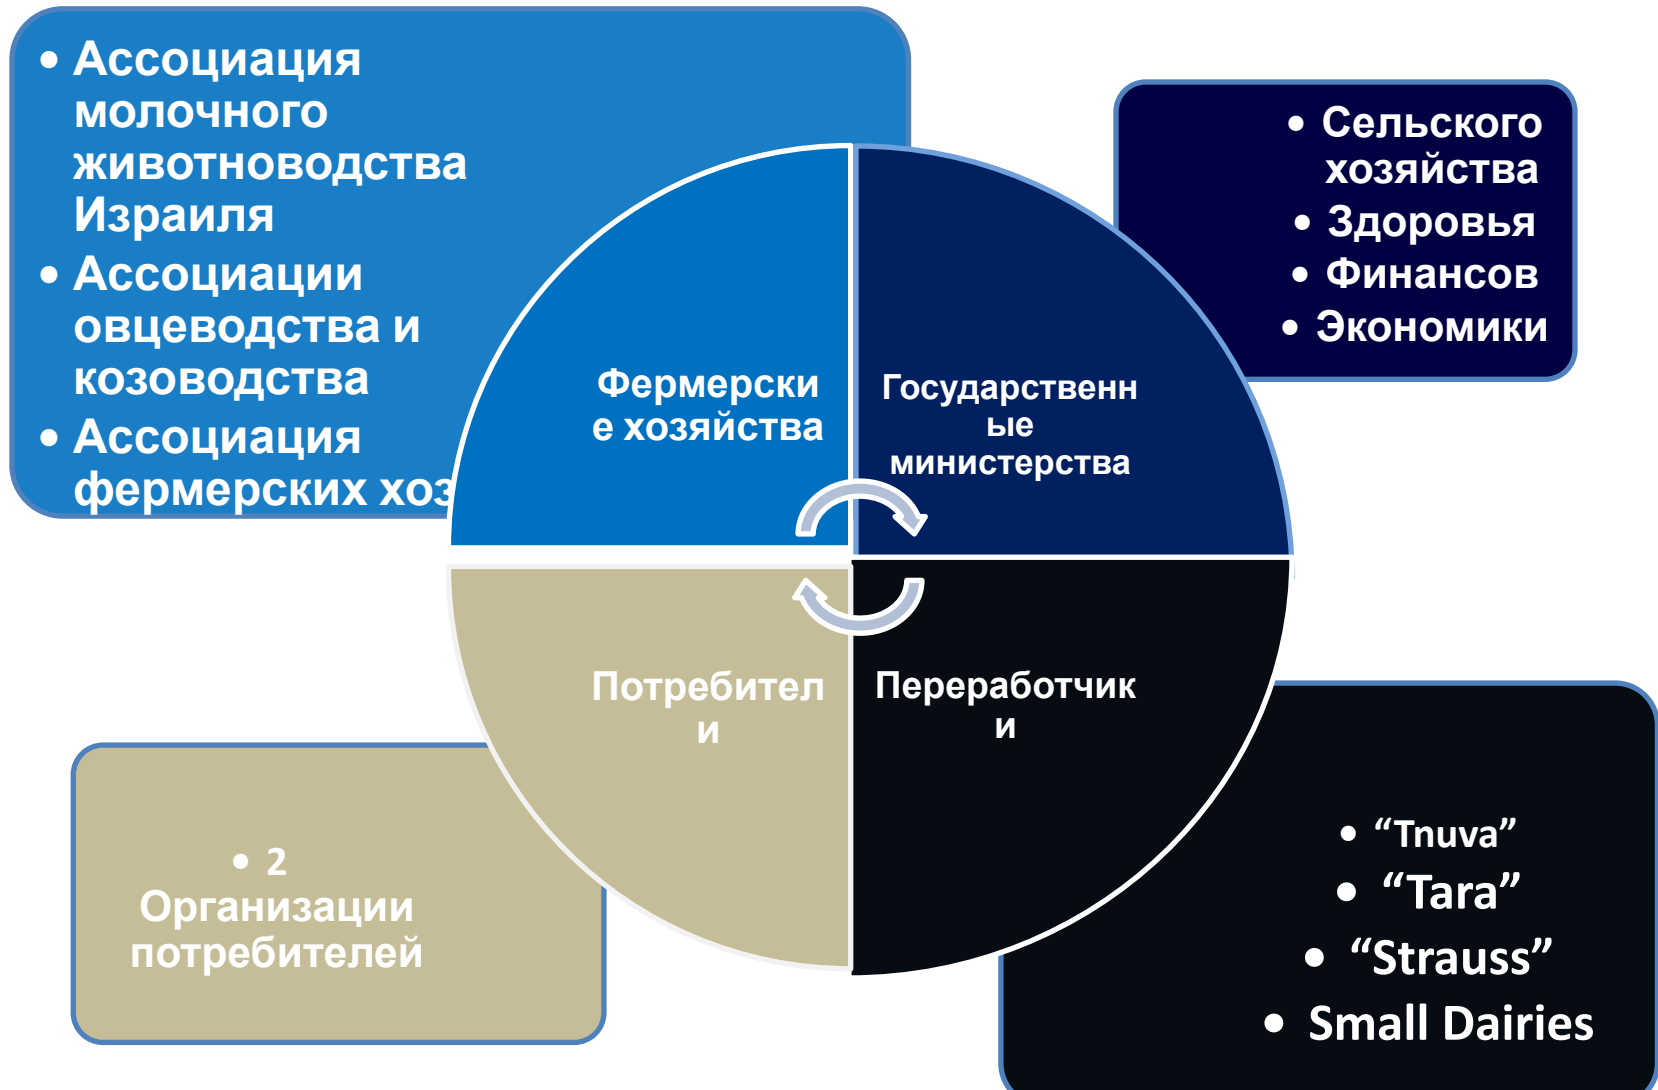 • Ассоциация
молочного
животноводства
Израиля
• Ассоциации
овцеводства и
козоводства
• Ассоциация
фермерских хоз
• Сельского
хозяйства
• Здоровья
• Финансов
• Экономики
Фермерски
е хозяйства
Государственн
ые
министерства
Потребител
и
Переработчик
и
• 2
Организации
потребителей
• “Tnuva”
• “Tara”
• “Strauss”
• Small Dairies